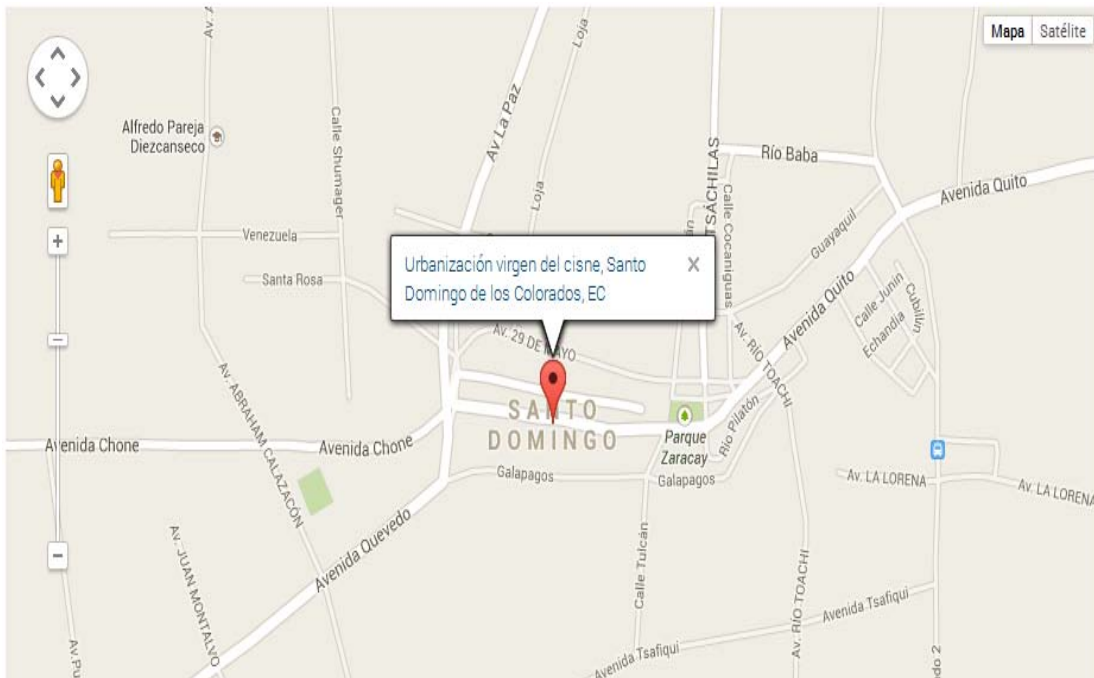 Mapa
Satélite
Loja
Alfredo Pareja
Diezcanseco
Calle Shumager
Av La Paz
Río Baba
TSÁCHILAS
Calle Cocaniguas
Avenida Quito
Venezuela
Loja
Guayaquil
Santa Rosa
Urbanización virgen del cisne, Santo
Domingo de los Colorados, EC
Avenida Quito
Calle Junin
Cubillín
Echandia
Av. 29 DE MAYO
Av. RÍO TOACHI
SANTO
DOMINGO
Parque
Zaracay
Río Pilatón
Avenida Chone
Avenida Chone
Av. ABRAHAM CALAZACÓN
Galapagos
Galapagos
Av. LA LORENA
Av. LA LORENA
Avenida Quevedo
Av. JUAN MONTALVO
Calle Tulcán
Av. RÍO TOACHI
Avenida Tsafiqui
Avenida Tsafiqui